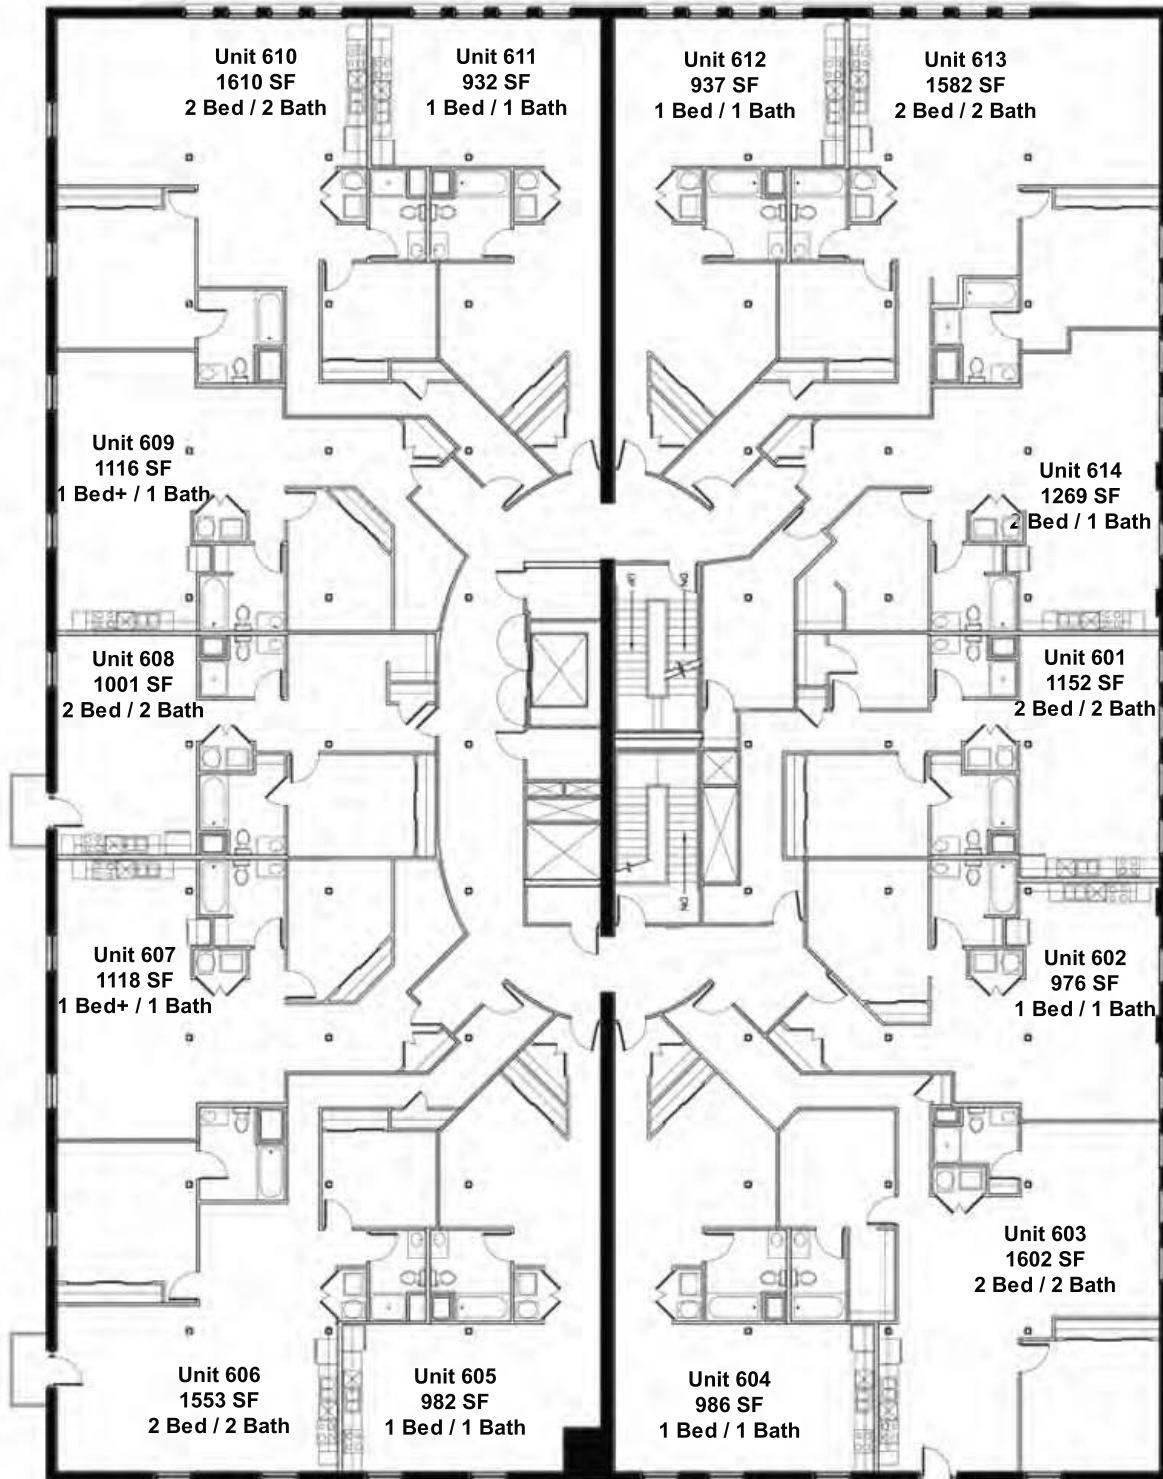 Unit 610
1610 SF
2 Bed / 2 Bath
Unit 611
932 SF
1 Bed / 1 Bath
Unit 612
937 SF
1 Bed / 1 Bath
Unit 613
1582 SF
2 Bed / 2 Bath
Unit 609
1116 SF
1 Bed+ / 1 Bath
Unit 614
1269 SF
2 Bed / 1 Bath
UP
DN
Unit 608
1001 SF
2 Bed / 2 Bath
Unit 601
1152 SF
2 Bed / 2 Bath
DN
Unit 607
1118 SF
1 Bed+ / 1 Bath
Unit 602
976 SF
1 Bed / 1 Bath
Unit 603
1602 SF
2 Bed / 2 Bath
Unit 606
1553 SF
2 Bed / 2 Bath
Unit 605
982 SF
1 Bed / 1 Bath
Unit 604
986 SF
1 Bed / 1 Bath